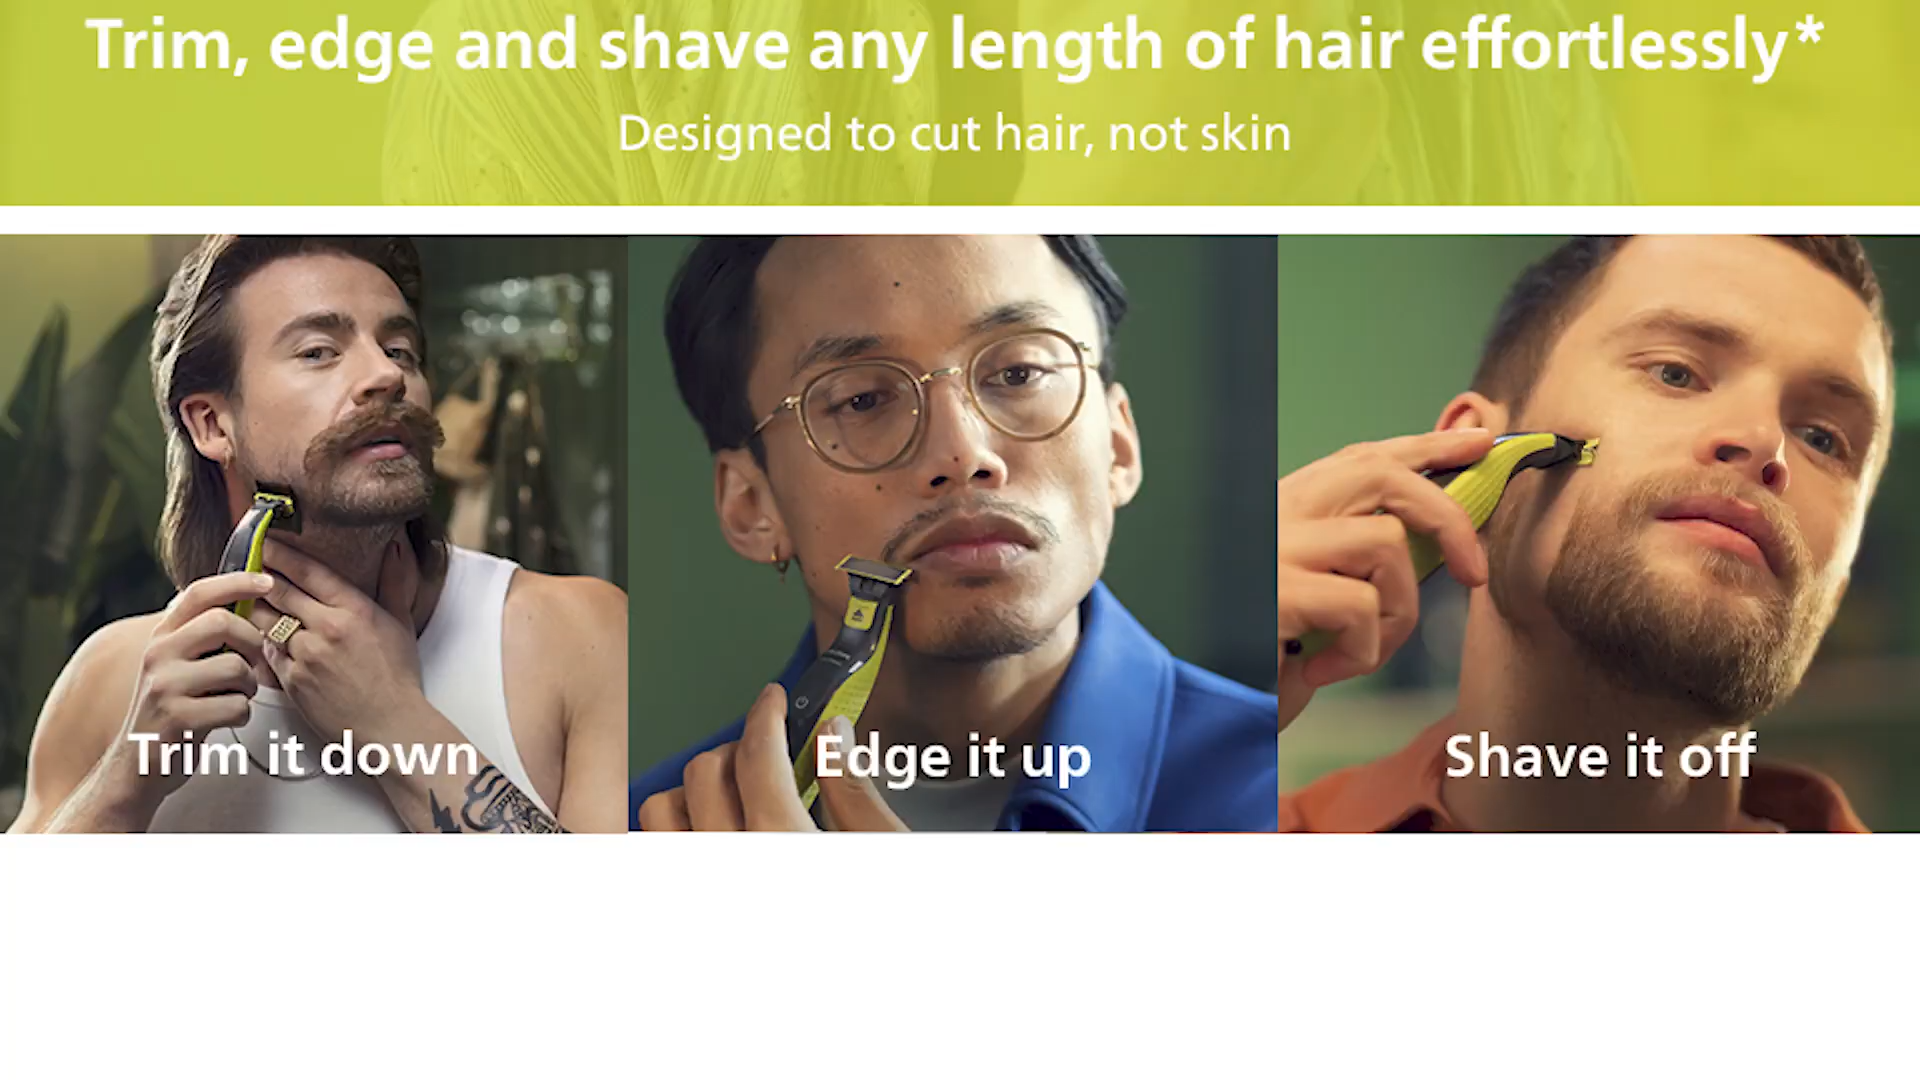 Trim, edge and shave any length of hair effortlessly*
Designed to cut hair, not skin
Trim it down
Edge it up
Shave it off